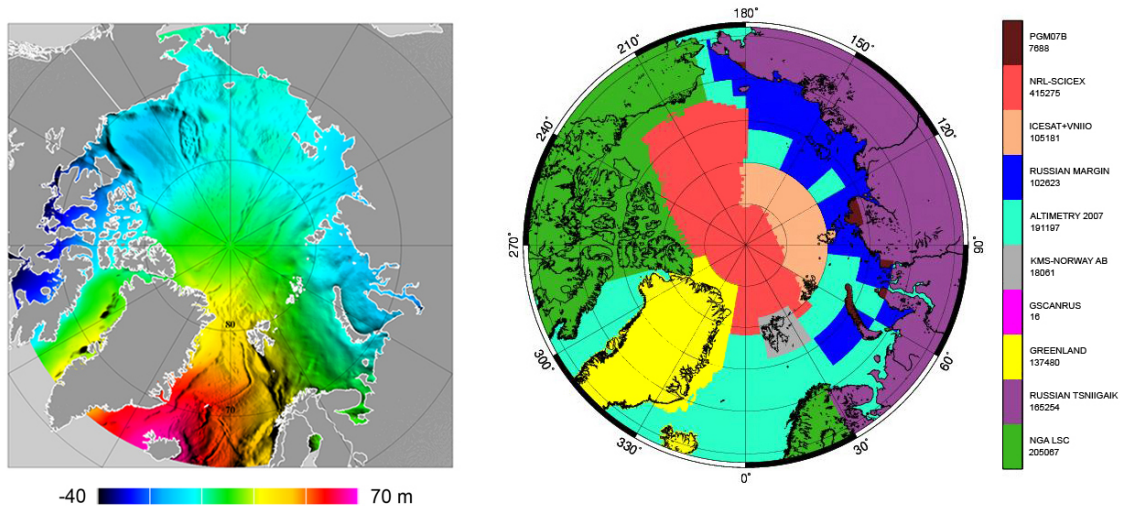 80
70
-40
70 m
180°
210°
150°
240°
120°
270°
90°
300°
60°
330°
30°
0°
PGM07B
7688
NRL-SCICEX
415275
ICESAT+VNIIO
105181
RUSSIAN MARGIN
102623
ALTIMETRY 2007
191197
KMS-NORWAY AB
18061
GSCANRUS
16
GREENLAND
137480
RUSSIAN TSNIIGAIK
165254
NGA LSC
205067